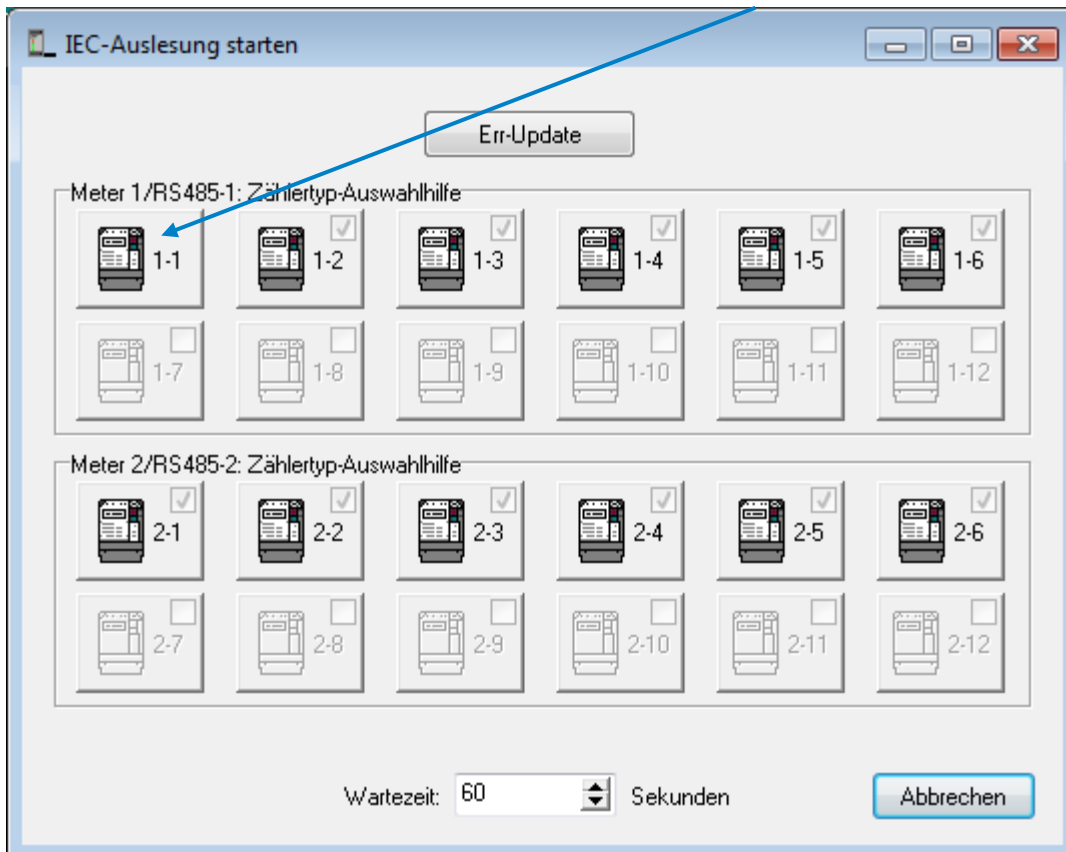 IEC-Auslesung starten
Err-Update
Meter 1/RS485-1: Zählertyp-Auswahlhilfe
1-1 1-2 1-3 1-4 1-5 1-6
1-7 1-8 1-9 1-10 1-11 1-12
Meter 2/RS485-2: Zählertyp-Auswahlhilfe
2-1 2-2 2-3 2-4 2-5 2-6
2-7 2-8 2-9 2-10 2-11 2-12
Wartezeit: 60 Sekunden Abbrechen